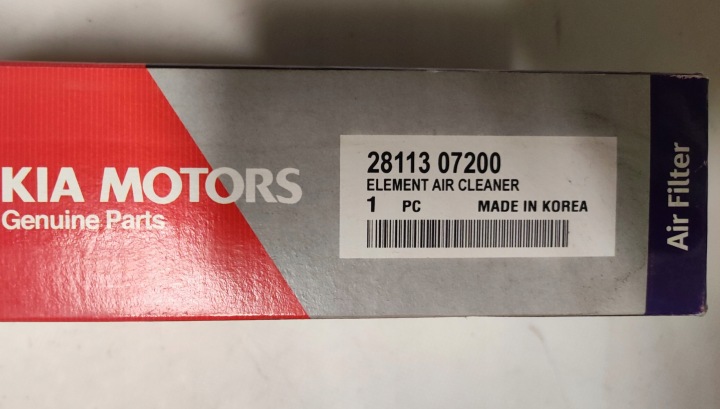 KIA MOTORS
Genuine Parts
28113 07200
ELEMENT AIR CLEANER
1 PC MADE IN KOREA
Air Filter